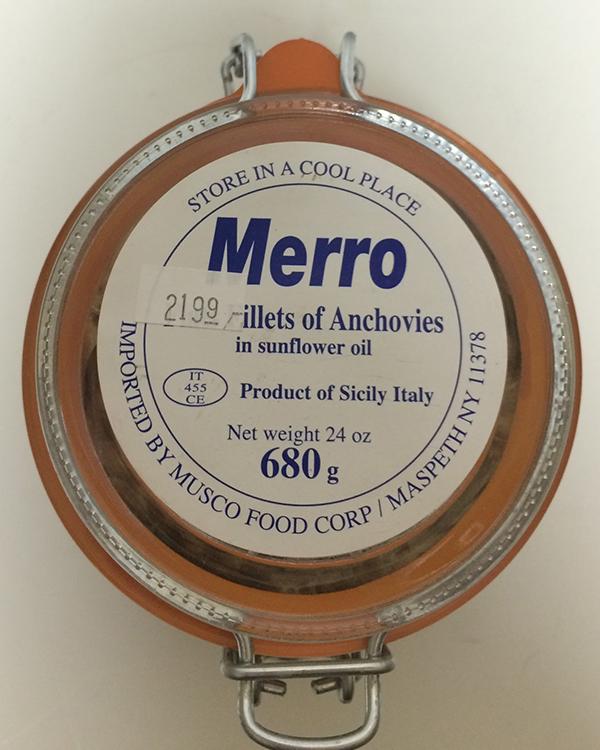 STORE IN A COOL PLACE
Merro
2199
illets of Anchovies
in sunflower oil
IT
455
CE
Product of Sicily Italy
Net weight 24 oz
680 g
IMPORTED BY MUSCO FOOD CORP / MASPETH NY 11378